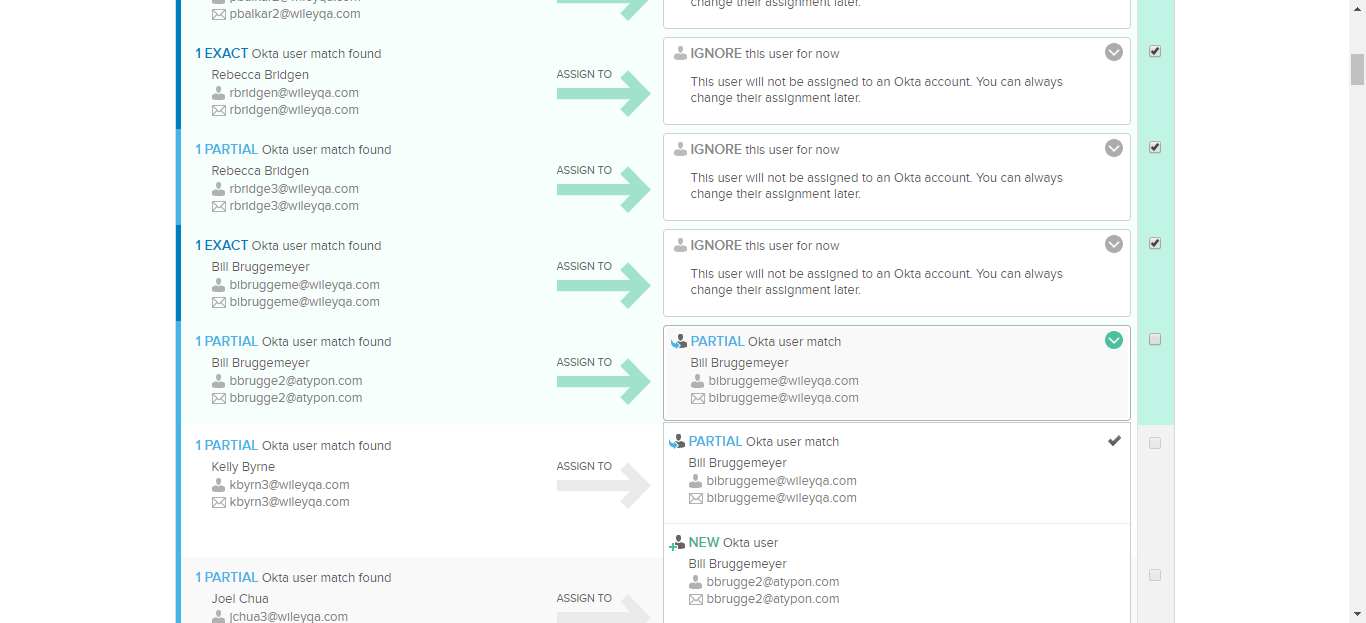 pbalkar2@wileyqa.com
change their assignment later.
1 EXACT Okta user match found
Rebecca Bridgen
rbridgen@wileyqa.com
rbridgen@wileyqa.com
ASSIGN TO
IGNORE this user for now
This user will not be assigned to an Okta account. You can always
change their assignment later.
1 PARTIAL Okta user match found
Rebecca Bridgen
rbridge3@wileyqa.com
rbridge3@wileyqa.com
ASSIGN TO
IGNORE this user for now
This user will not be assigned to an Okta account. You can always
change their assignment later.
1 EXACT Okta user match found
Bill Bruggemeyer
bibruggeme@wileyqa.com
bibruggeme@wileyqa.com
ASSIGN TO
IGNORE this user for now
This user will not be assigned to an Okta account. You can always
change their assignment later.
1 PARTIAL Okta user match found
Bill Bruggemeyer
bbrugge2@atypon.com
bbrugge2@atypon.com
ASSIGN TO
PARTIAL Okta user match
Bill Bruggemeyer
bibruggeme@wileyqa.com
bibruggeme@wileyqa.com
1 PARTIAL Okta user match found
Kelly Byrne
kbyrn3@wileyqa.com
kbyrn3@wileyqa.com
ASSIGN TO
PARTIAL Okta user match
Bill Bruggemeyer
bibruggeme@wileyqa.com
bibruggeme@wileyqa.com
NEW Okta user
Bill Bruggemeyer
bbrugge2@atypon.com
bbrugge2@atypon.com
1 PARTIAL Okta user match found
Joel Chua
jchua3@wileyqa.com
ASSIGN TO